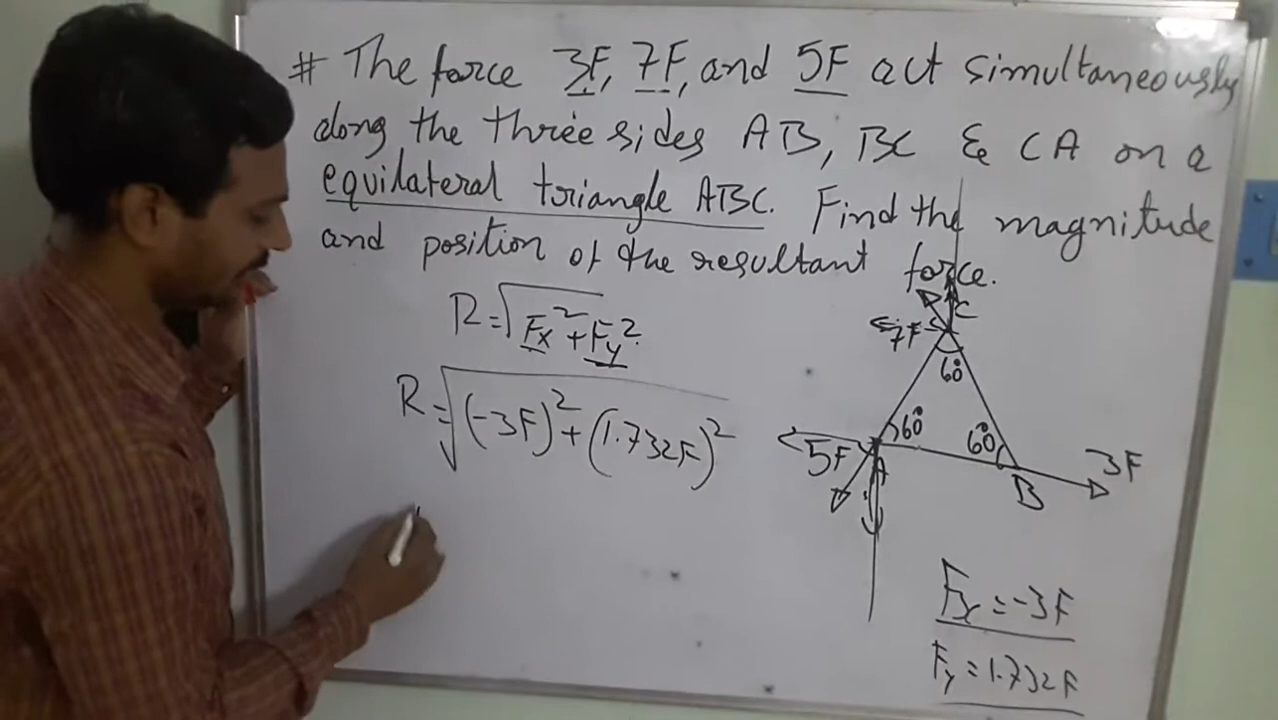 # The force 3F, 7F, and 5F act simultaneously
along the three sides AB, BC & CA on a
equilateral triangle ABC. Find the magnitude
and position of the resultant force.
R=√Fx²+Fy²
R=√(-3F)²+(1.732F)²
C
7F
60°
60°
60°
5F
A
B
3F
Fx=-3F
Fy=1.732F